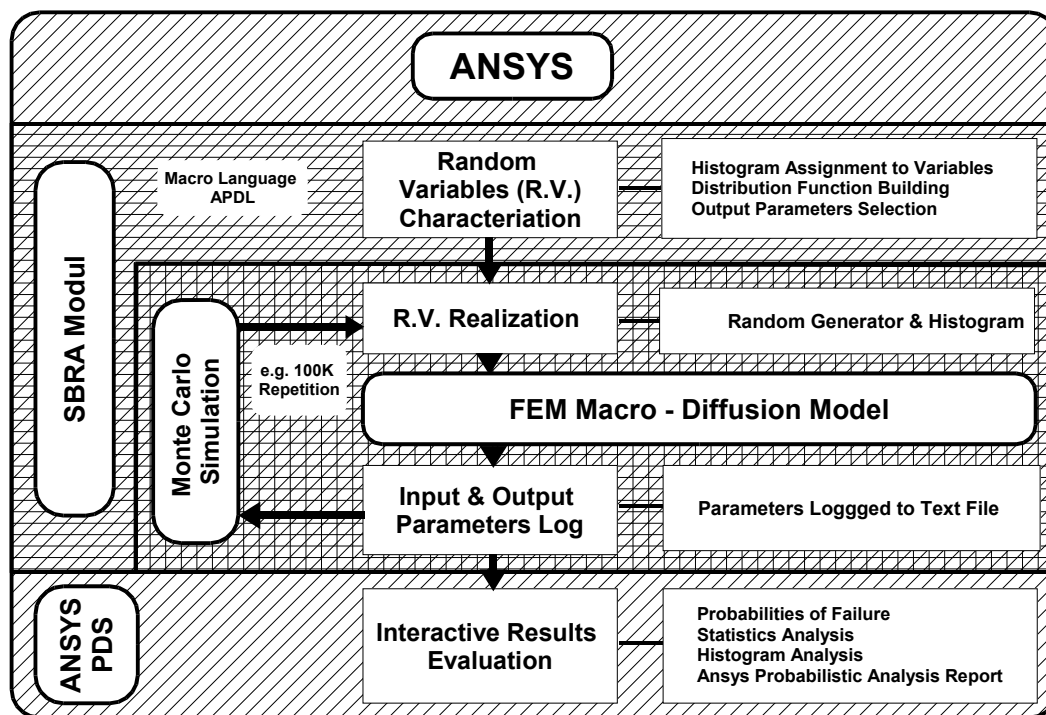 ANSYS
SBRA Modul
Macro Language
APDL
Random
Variables (R.V.)
Characteriation
Histogram Assignment to Variables
Distribution Function Building
Output Parameters Selection
Monte Carlo
Simulation
e.g. 100K
Repetition
R.V. Realization
Random Generator & Histogram
FEM Macro - Diffusion Model
Input & Output
Parameters Log
Parameters Loggged to Text File
ANSYS
PDS
Interactive Results
Evaluation
Probabilities of Failure
Statistics Analysis
Histogram Analysis
Ansys Probabilistic Analysis Report